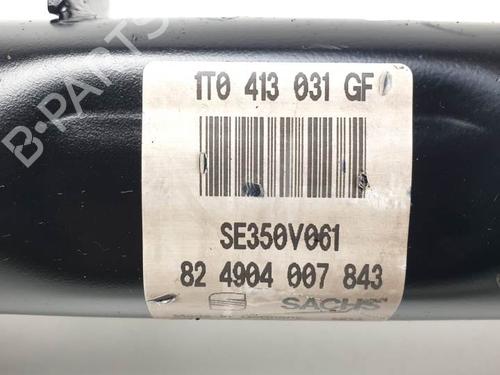 B-PARTS
1T0 413 031 GF
SE350V061
82 4904 007 843
SACHS